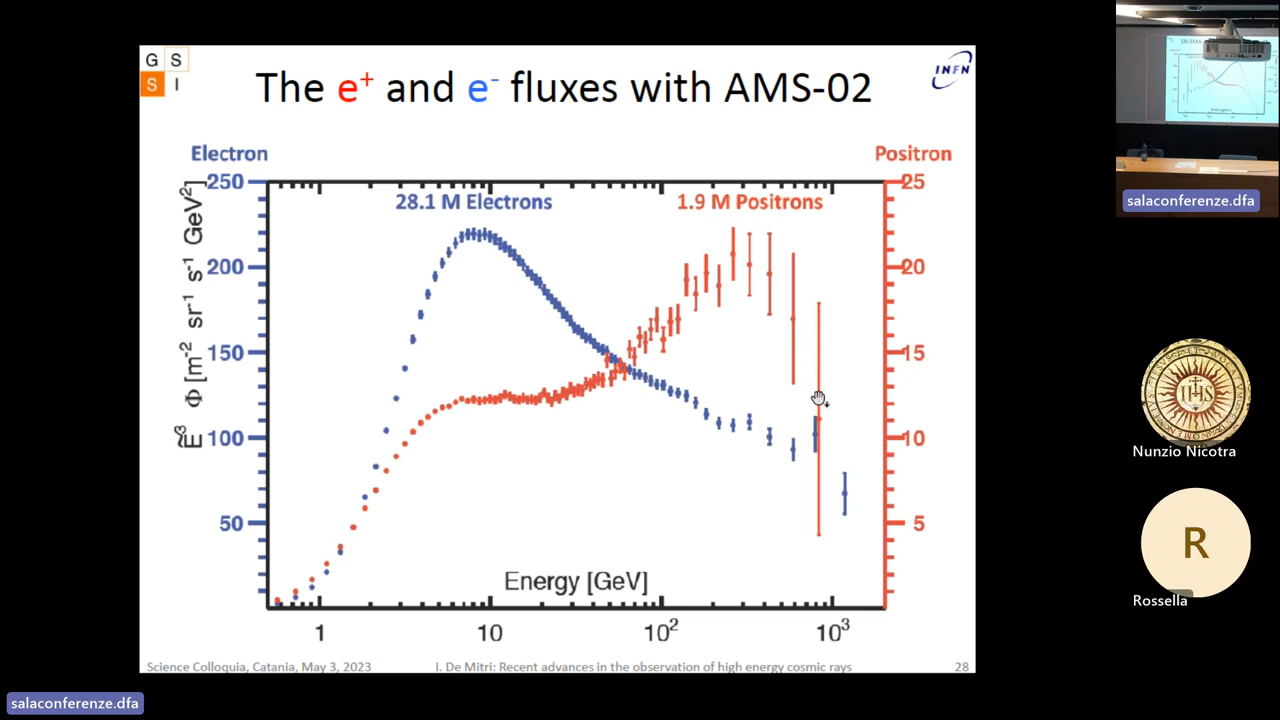 G S
S I
The e⁺ and e⁻ fluxes with AMS-02
INFN
Electron
Positron
250
200
150
100
50
25
20
15
10
5
28.1 M Electrons
1.9 M Positrons
Ẽ³ Φ [m⁻² sr⁻¹ s⁻¹ GeV²]
Energy [GeV]
1
10
10²
10³
Science Colloquia, Catania, May 3, 2023
I. De Mitri: Recent advances in the observation of high energy cosmic rays
28
salaconferenze.dfa
IHS
Nunzio Nicotra
R
Rossella
salaconferenze.dfa